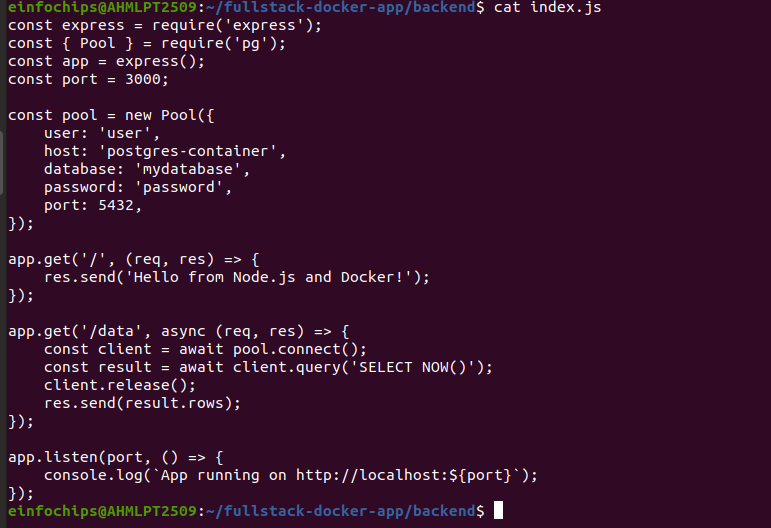 einfochips@AHMLPT2509:~/fullstack-docker-app/backend$ cat index.js
const express = require('express');
const { Pool } = require('pg');
const app = express();
const port = 3000;

const pool = new Pool({
    user: 'user',
    host: 'postgres-container',
    database: 'mydatabase',
    password: 'password',
    port: 5432,
});

app.get('/', (req, res) => {
    res.send('Hello from Node.js and Docker!');
});

app.get('/data', async (req, res) => {
    const client = await pool.connect();
    const result = await client.query('SELECT NOW()');
    client.release();
    res.send(result.rows);
});

app.listen(port, () => {
    console.log(`App running on http://localhost:${port}`);
});
einfochips@AHMLPT2509:~/fullstack-docker-app/backend$